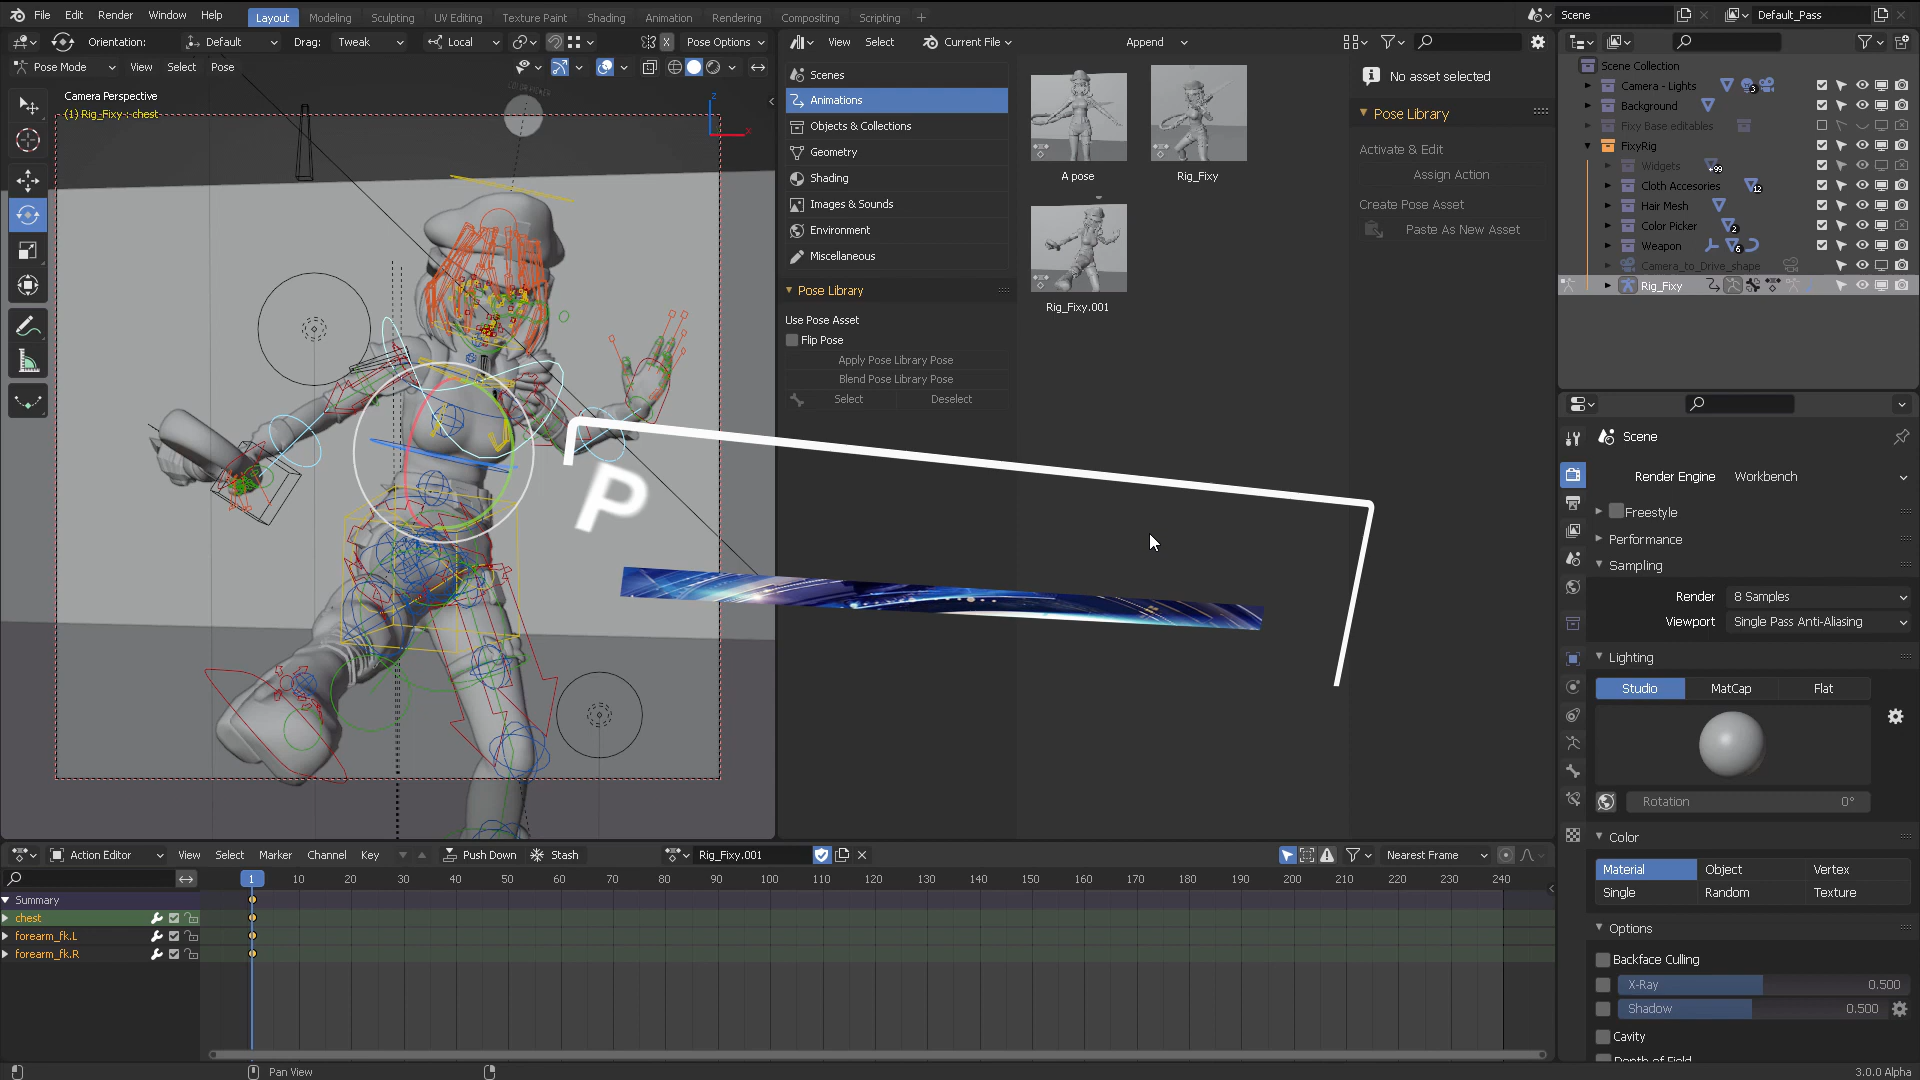 File Edit Render Window Help Layout Modeling Sculpting UV Editing Texture Paint Shading Animation Rendering Compositing Scripting + Scene Default_Pass
Orientation: Default Drag: Tweak Local X Pose Options View Select Current File Append
Pose Mode View Select Pose
Camera Perspective
(1) Rig_Fixy : chest
Z
X
Scenes
Animations
Objects & Collections
Geometry
Shading
Images & Sounds
Environment
Miscellaneous
Pose Library
Use Pose Asset
Flip Pose
Apply Pose Library Pose
Blend Pose Library Pose
Select Deselect
A pose
Rig_Fixy
Rig_Fixy.001
No asset selected
Pose Library
Activate & Edit
Assign Action
Create Pose Asset
Paste As New Asset
P
Scene Collection
Camera - Lights 3
Background
Fixy Base editables
FixyRig
Widgets +99
Cloth Accesories 12
Hair Mesh
Color Picker 2
Weapon 6
Camera_to_Drive_shape
Rig_Fixy
Scene
Render Engine Workbench
Freestyle
Performance
Sampling
Render 8 Samples
Viewport Single Pass Anti-Aliasing
Lighting
Studio MatCap Flat
Rotation 0°
Color
Material Object Vertex
Single Random Texture
Options
Backface Culling
X-Ray 0.500
Shadow 0.500
Cavity
Depth of Field
Action Editor View Select Marker Channel Key Push Down Stash Rig_Fixy.001 Nearest Frame
1 10 20 30 40 50 60 70 80 90 100 110 120 130 140 150 160 170 180 190 200 210 220 230 240
Summary
chest
forearm_fk.L
forearm_fk.R
Pan View
3.0.0 Alpha